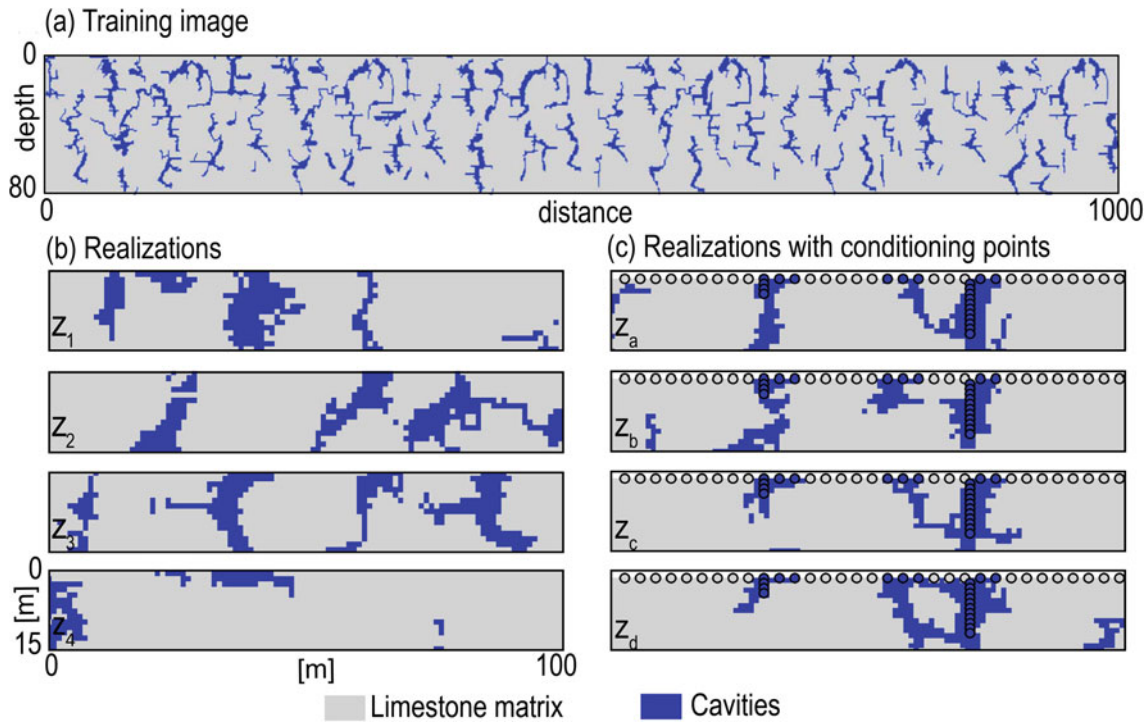 (a) Training image
0
depth
80
0
distance
1000
(b) Realizations
(c) Realizations with conditioning points
z1
za
z2
zb
z3
zc
0
[m]
15
z4
zd
0
[m]
100
Limestone matrix
Cavities